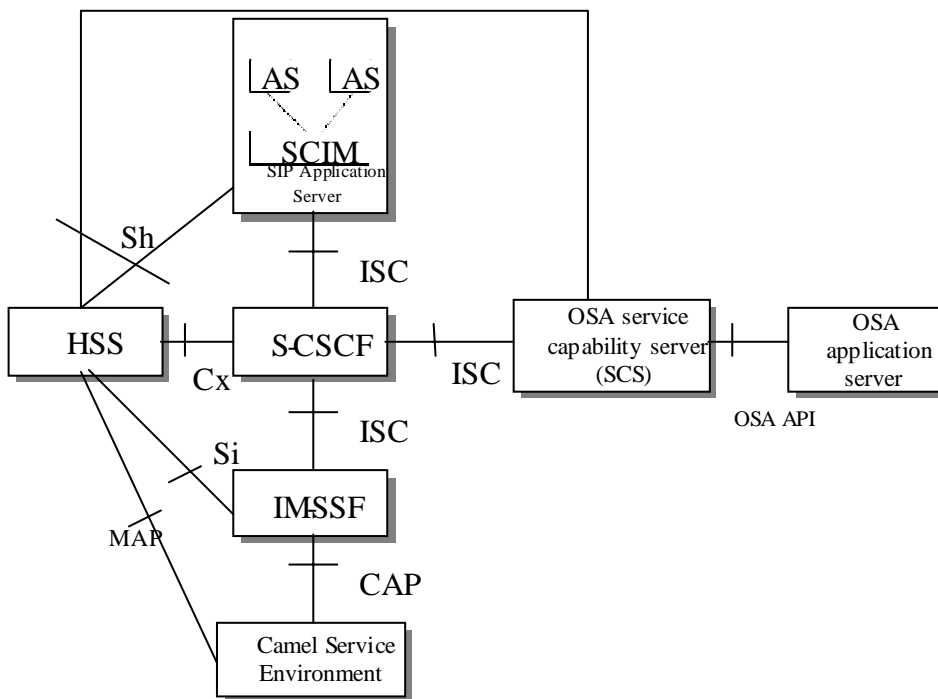 AS AS
SCIM
SIP Application
Server
Sh
ISC
HSS
S-CSCF
OSA service
capability server
(SCS)
OSA
application
server
Cx
ISC
ISC
OSA API
Si
IM-SSF
MAP
CAP
Camel Service
Environment